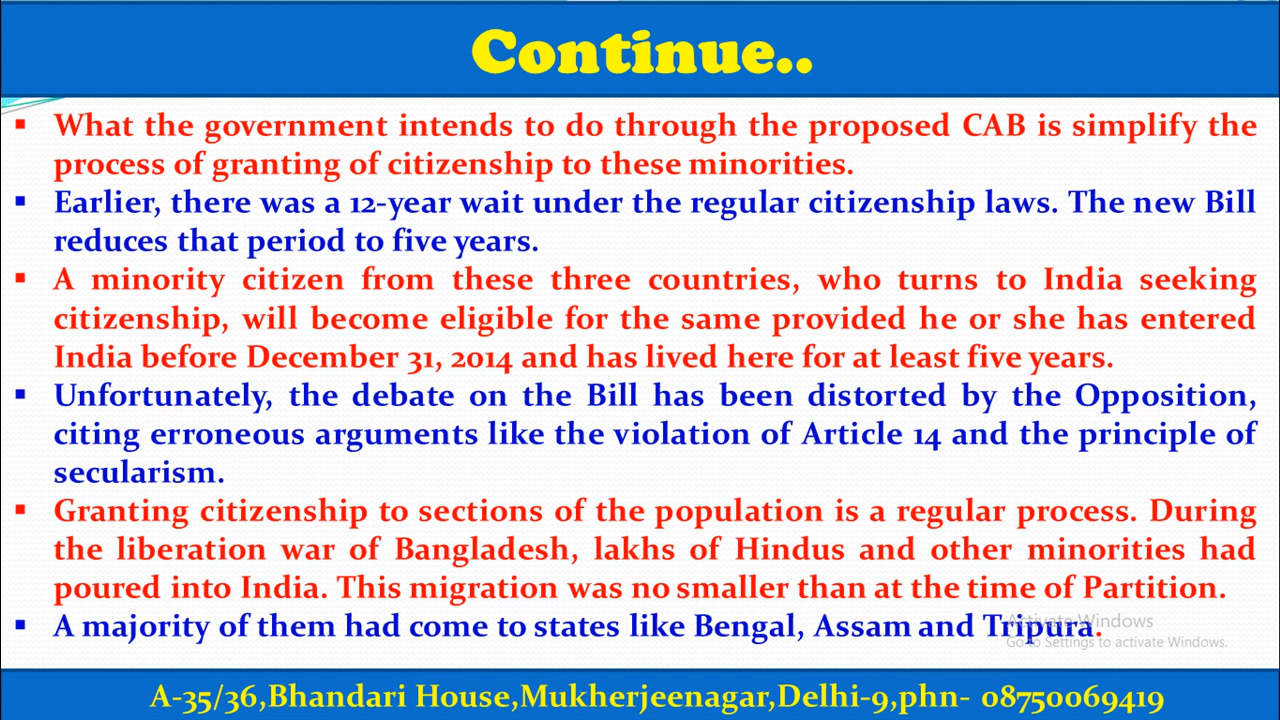 Continue..
▪ What the government intends to do through the proposed CAB is simplify the
process of granting of citizenship to these minorities.
▪ Earlier, there was a 12-year wait under the regular citizenship laws. The new Bill
reduces that period to five years.
▪ A minority citizen from these three countries, who turns to India seeking
citizenship, will become eligible for the same provided he or she has entered
India before December 31, 2014 and has lived here for at least five years.
▪ Unfortunately, the debate on the Bill has been distorted by the Opposition,
citing erroneous arguments like the violation of Article 14 and the principle of
secularism.
▪ Granting citizenship to sections of the population is a regular process. During
the liberation war of Bangladesh, lakhs of Hindus and other minorities had
poured into India. This migration was no smaller than at the time of Partition.
▪ A majority of them had come to states like Bengal, Assam and Tripura.
Activate Windows
Go to Settings to activate Windows.
A-35/36,Bhandari House,Mukherjeenagar,Delhi-9,phn- 08750069419